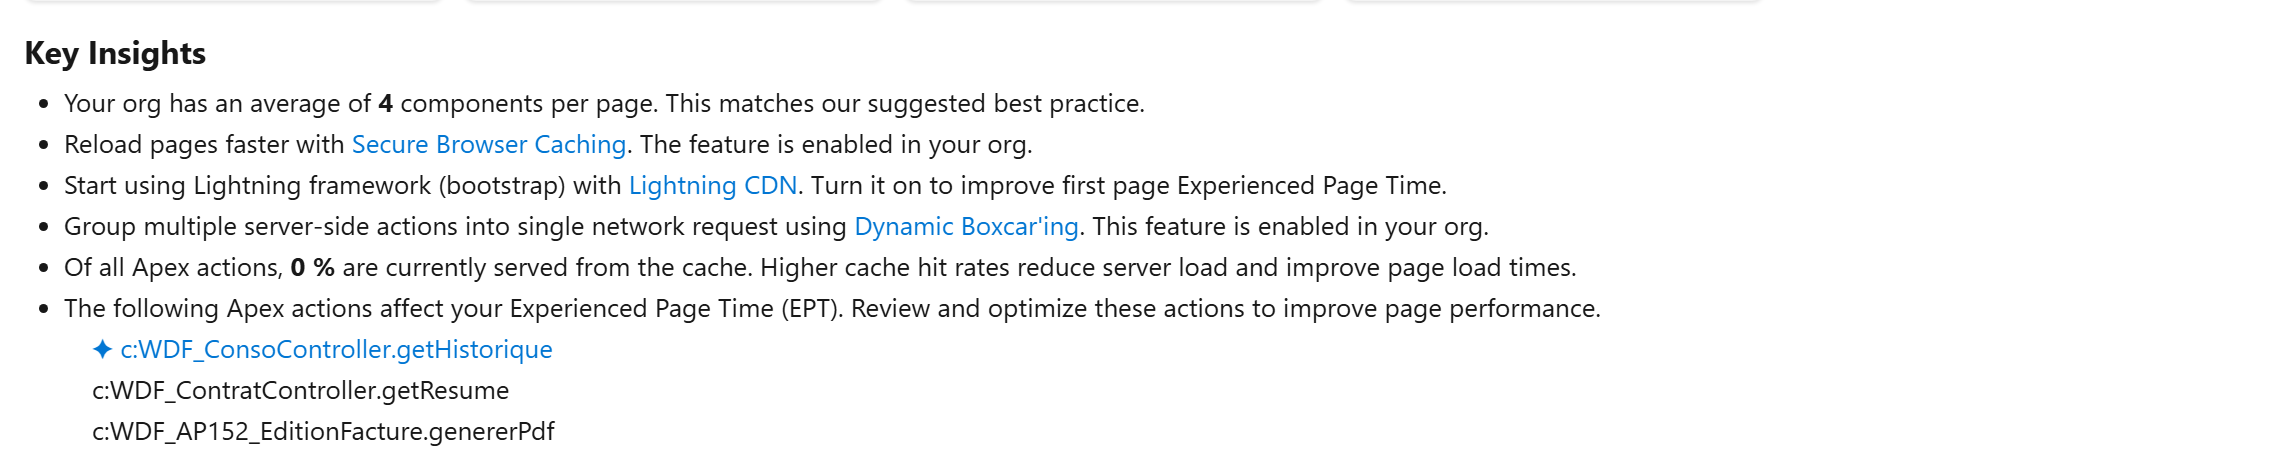 Key Insights
Your org has an average of 4 components per page. This matches our suggested best practice.
Reload pages faster with Secure Browser Caching. The feature is enabled in your org.
Start using Lightning framework (bootstrap) with Lightning CDN. Turn it on to improve first page Experienced Page Time.
Group multiple server-side actions into single network request using Dynamic Boxcar'ing. This feature is enabled in your org.
Of all Apex actions, 0 % are currently served from the cache. Higher cache hit rates reduce server load and improve page load times.
The following Apex actions affect your Experienced Page Time (EPT). Review and optimize these actions to improve page performance.
c:WDF_ConsoController.getHistorique
c:WDF_ContratController.getResume
c:WDF_AP152_EditionFacture.genererPdf